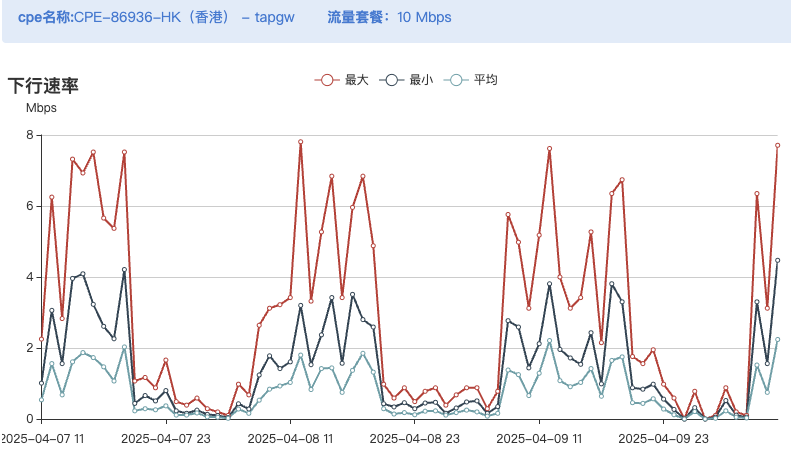 cpe名称:CPE-86936-HK（香港） - tapgw 流量套餐：10 Mbps
下行速率
最大 最小 平均
Mbps
8
6
4
2
0
2025-04-07 11 2025-04-07 23 2025-04-08 11 2025-04-08 23 2025-04-09 11 2025-04-09 23